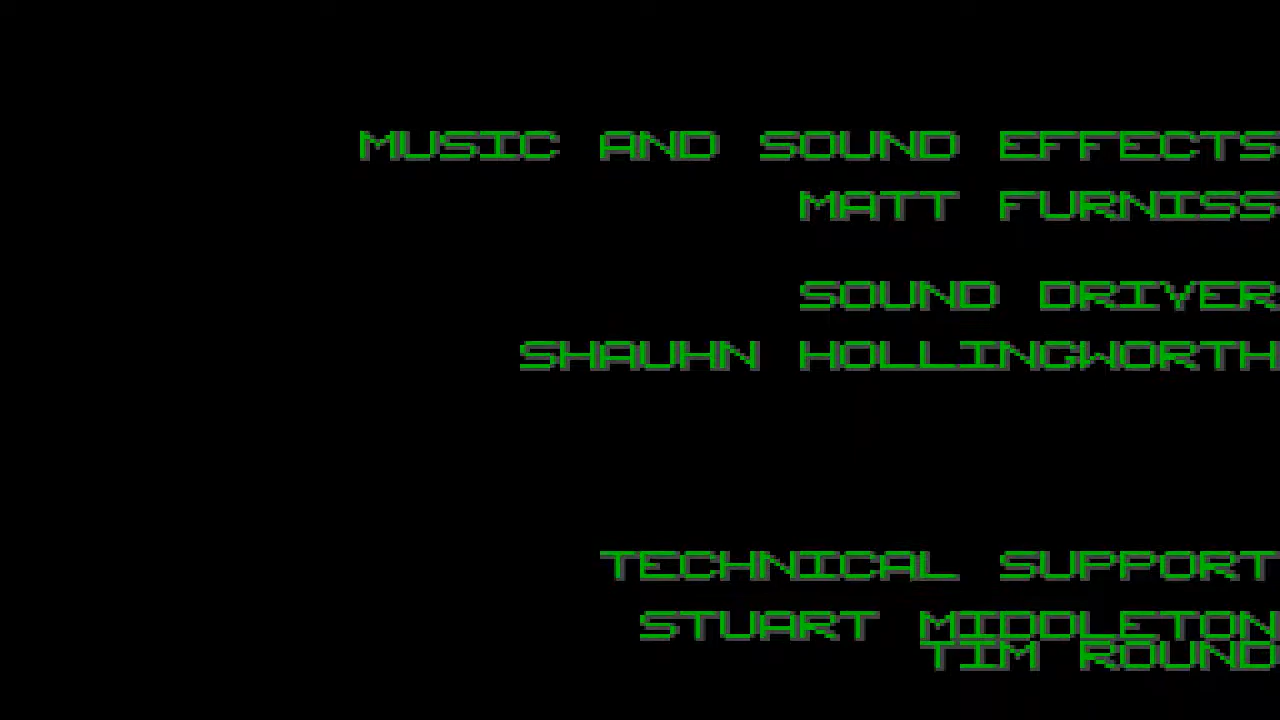 MUSIC AND SOUND EFFECTS
MATT FURNISS
SOUND DRIVER
SHAUHN HOLLINGWORTH
TECHNICAL SUPPORT
STUART MIDDLETON
TIM ROUND